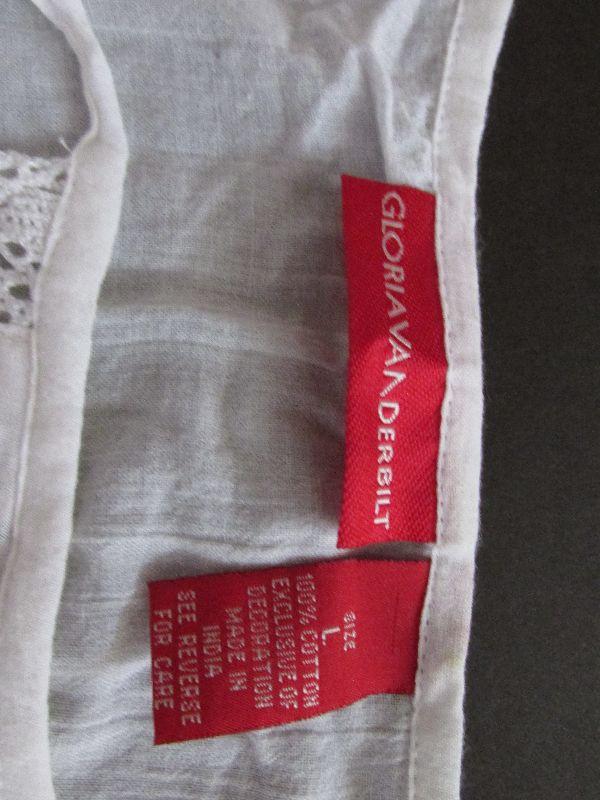 GLORIA VANDERBILT
SIZE
L
100% COTTON
EXCLUSIVE OF
DECORATION
MADE IN
INDIA
SEE REVERSE
FOR CARE